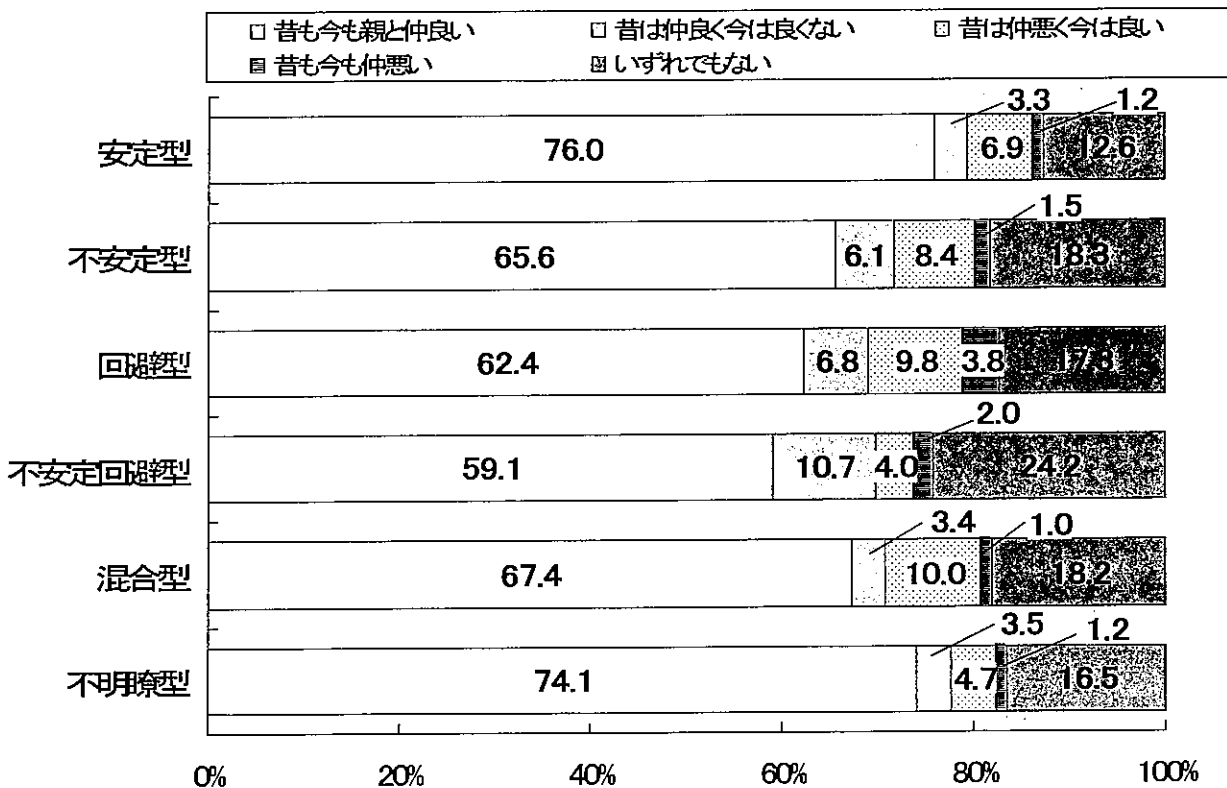 昔も今も親と仲良い 昔は仲良く今は良くない 昔は仲悪く今は良い
昔も今も仲悪い いずれでもない
3.3 1.2
安定型 76.0 6.9 12.6
1.5
不安定型 65.6 6.1 8.4 18.3
回避型 62.4 6.8 9.8 3.8 17.3
2.0
不安定回避型 59.1 10.7 4.0 24.2
3.4 1.0
混合型 67.4 10.0 18.2
3.5 1.2
不明瞭型 74.1 4.7 16.5
0% 20% 40% 60% 80% 100%